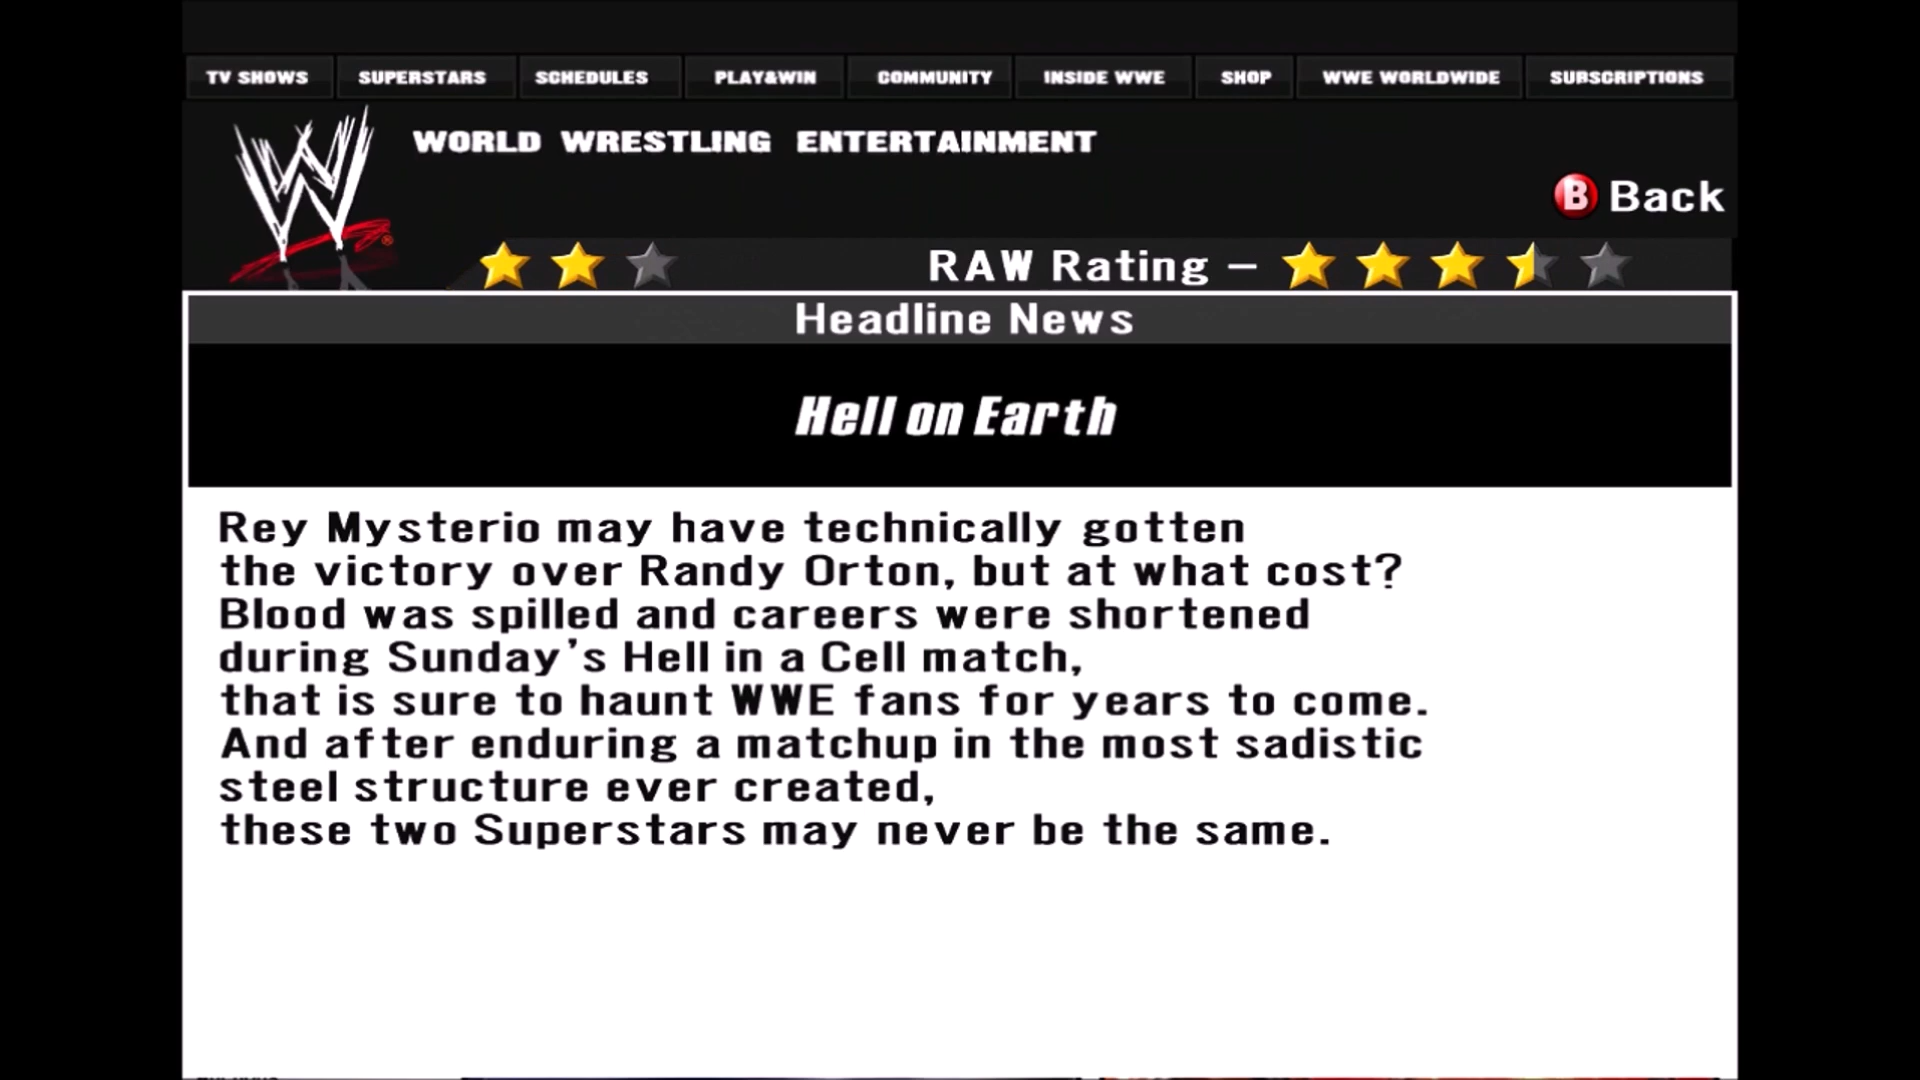 TV SHOWS SUPERSTARS SCHEDULES PLAY&WIN COMMUNITY INSIDE WWE SHOP WWE WORLDWIDE SUBSCRIPTIONS
WORLD WRESTLING ENTERTAINMENT
B Back
RAW Rating –
Headline News
Hell on Earth
Rey Mysterio may have technically gotten
the victory over Randy Orton, but at what cost?
Blood was spilled and careers were shortened
during Sunday's Hell in a Cell match,
that is sure to haunt WWE fans for years to come.
And after enduring a matchup in the most sadistic
steel structure ever created,
these two Superstars may never be the same.